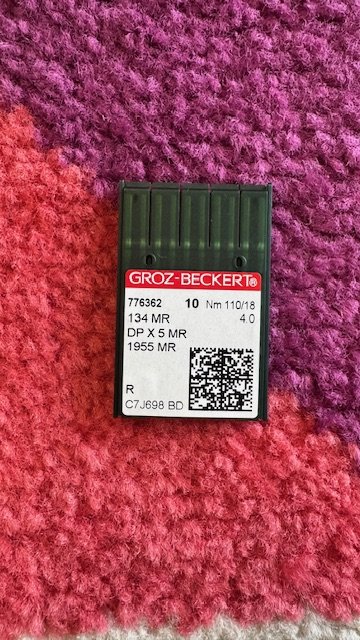 GROZ-BECKERT®
776362 10 Nm 110/18
134 MR 4.0
DP X 5 MR
1955 MR
R
C7J698 BD